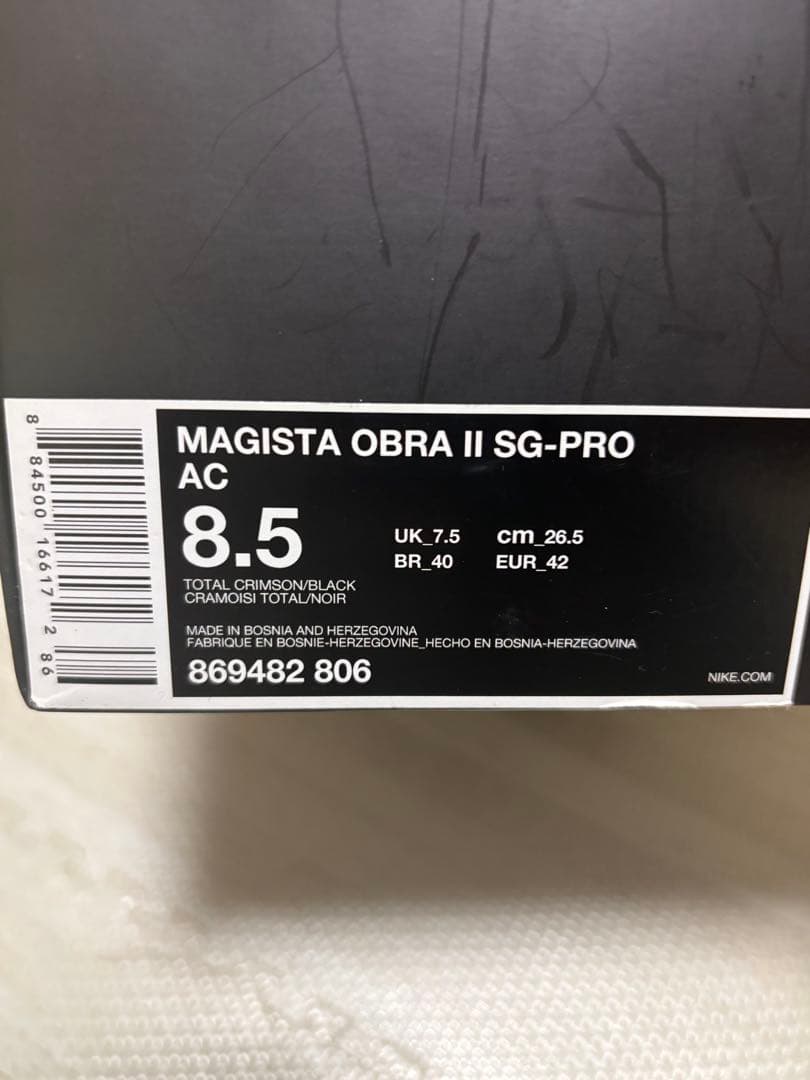 8 84500 16617 2 86
MAGISTA OBRA II SG-PRO
AC
8.5
UK_7.5 cm_26.5
BR_40 EUR_42
TOTAL CRIMSON/BLACK
CRAMOISI TOTAL/NOIR
MADE IN BOSNIA AND HERZEGOVINA
FABRIQUE EN BOSNIE-HERZEGOVINE_HECHO EN BOSNIA-HERZEGOVINA
869482 806
NIKE.COM